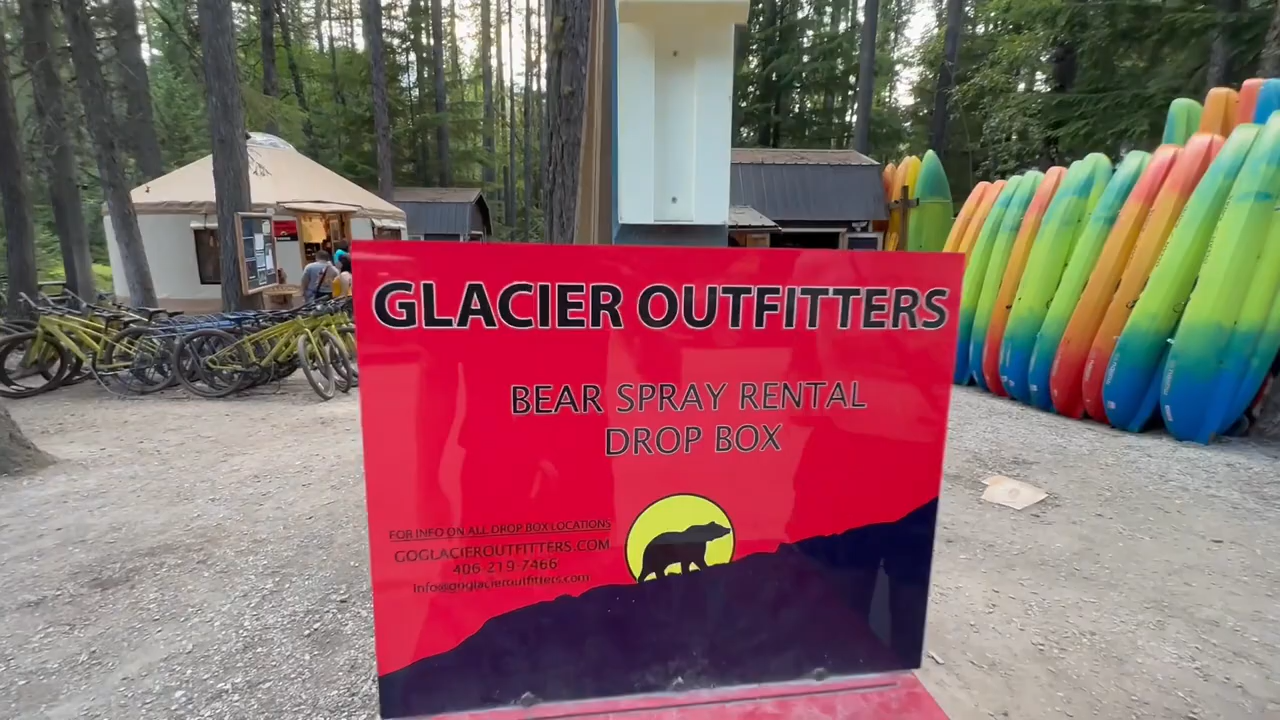 GLACIER OUTFITTERS
BEAR SPRAY RENTAL
DROP BOX
FOR INFO ON ALL DROP BOX LOCATIONS
GOGLACIEROUTFITTERS.COM
406-219-7466
Info@goglacieroutfitters.com